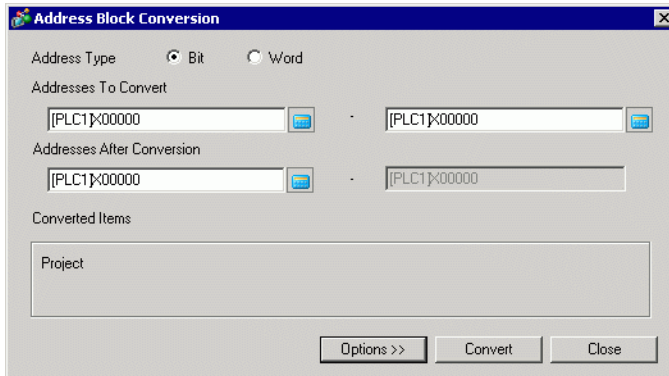 Address Block Conversion
Address Type Bit Word
Addresses To Convert
[PLC1]X00000 - [PLC1]X00000
Addresses After Conversion
[PLC1]X00000 - [PLC1]X00000
Converted Items
Project
Options >> Convert Close